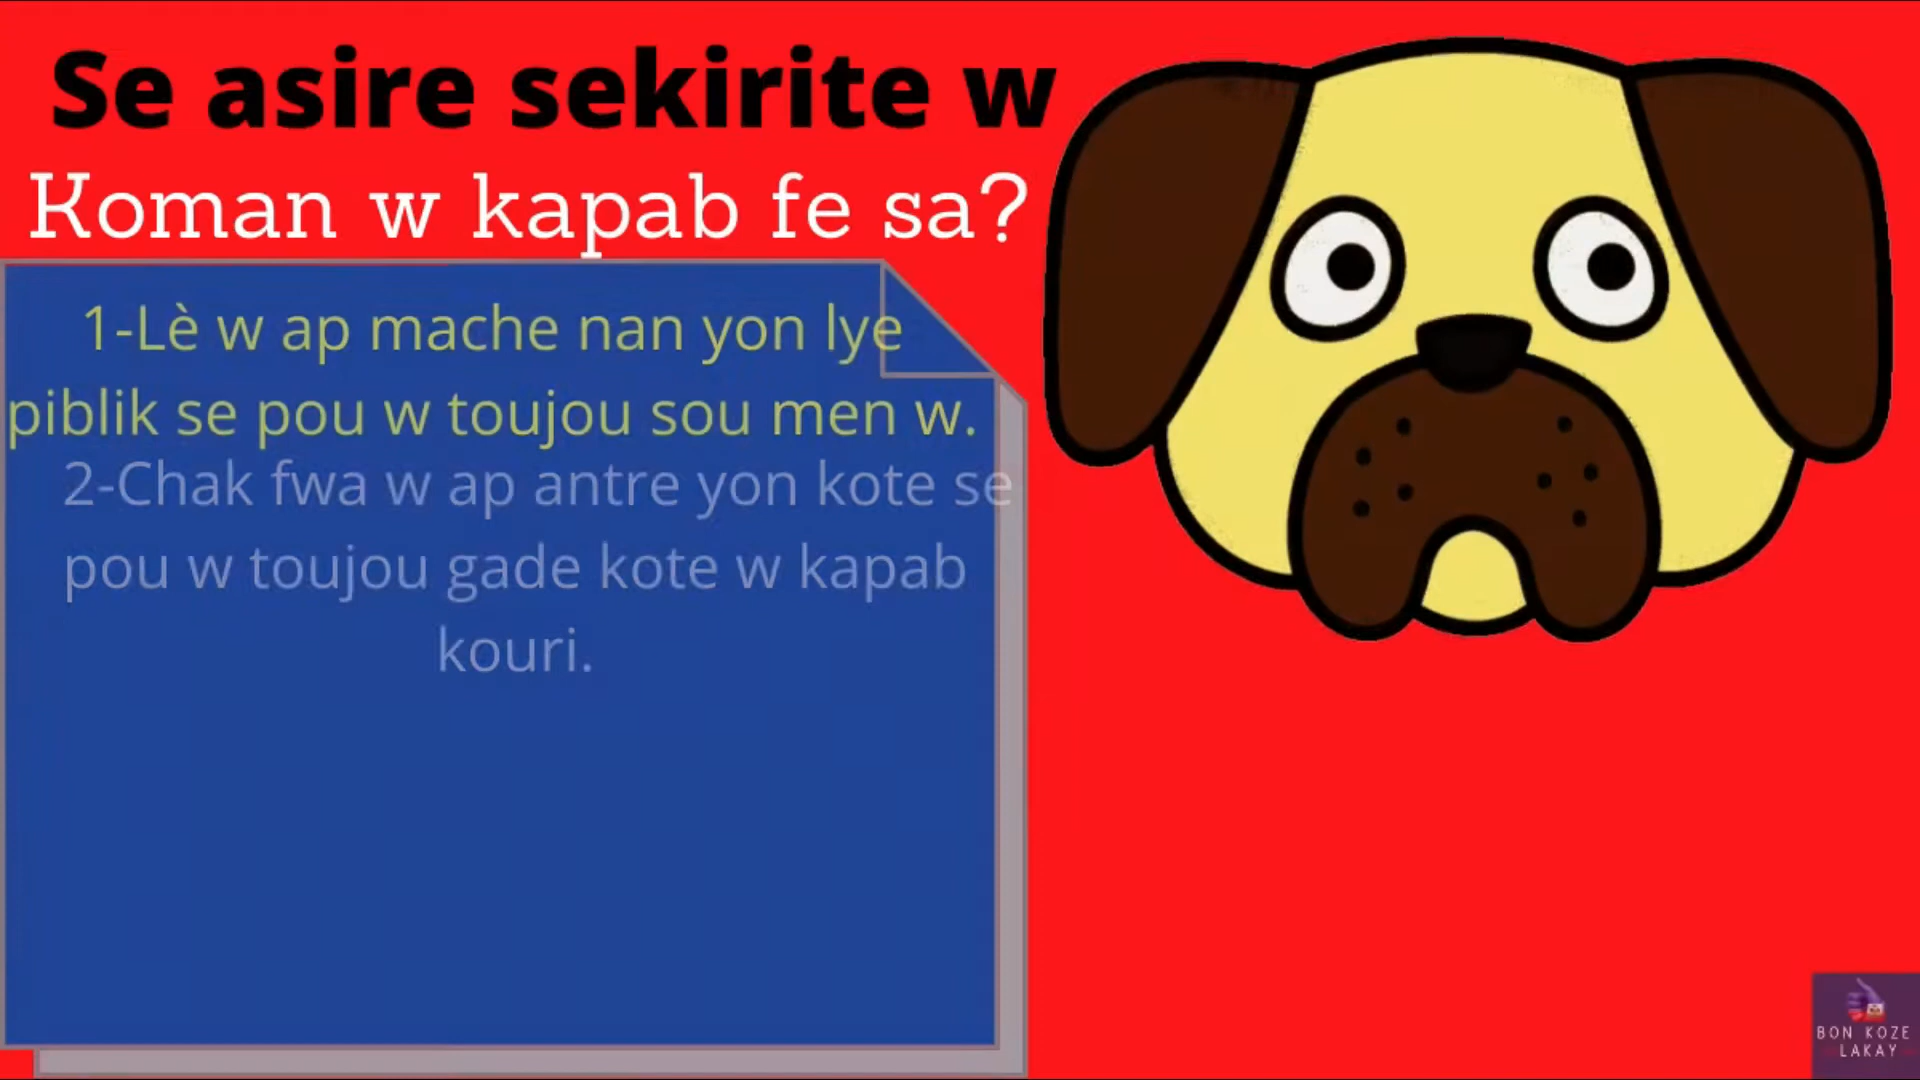 Se asire sekirite w
Koman w kapab fe sa?
1-Lè w ap mache nan yon lye
piblik se pou w toujou sou men w.
2-Chak fwa w ap antre yon kote se
pou w toujou gade kote w kapab
kouri.
BON KOZE
LAKAY